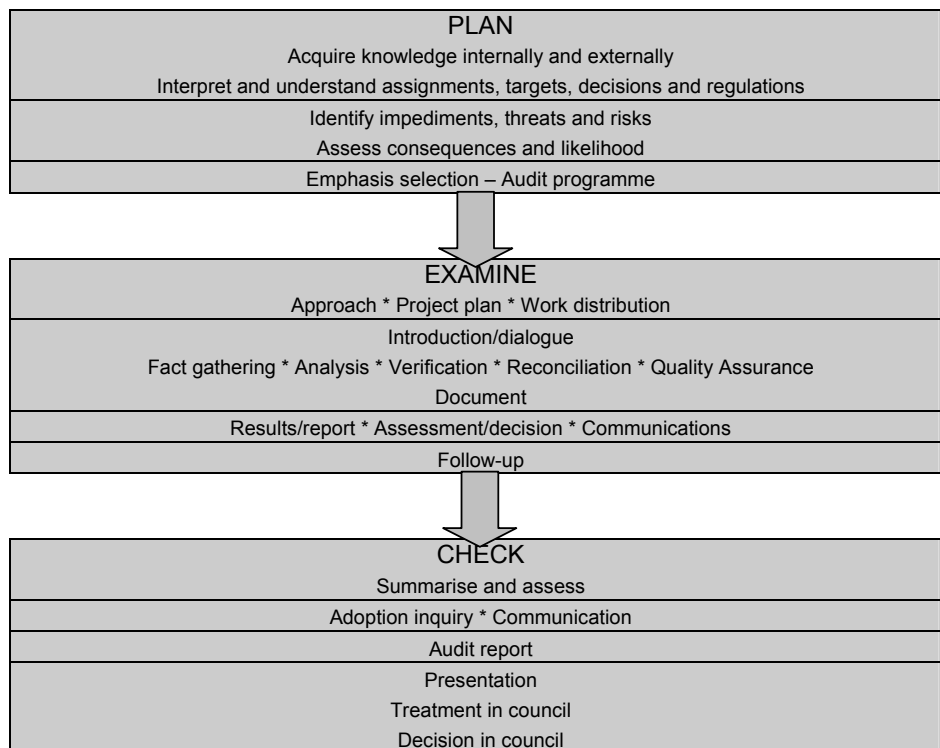 PLAN
Acquire knowledge internally and externally
Interpret and understand assignments, targets, decisions and regulations
Identify impediments, threats and risks
Assess consequences and likelihood
Emphasis selection – Audit programme
EXAMINE
Approach * Project plan * Work distribution
Introduction/dialogue
Fact gathering * Analysis * Verification * Reconciliation * Quality Assurance
Document
Results/report * Assessment/decision * Communications
Follow-up
CHECK
Summarise and assess
Adoption inquiry * Communication
Audit report
Presentation
Treatment in council
Decision in council